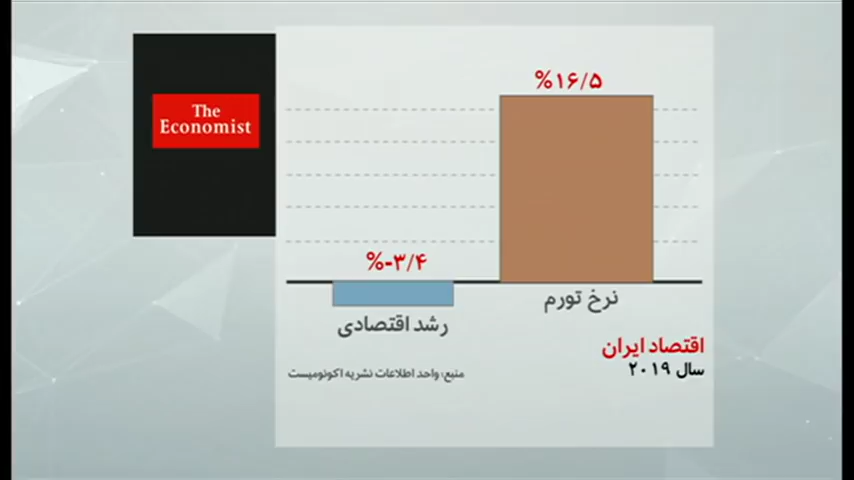 The
Economist
%۱۶/۵
%-۳/۴
نرخ تورم
رشد اقتصادی
اقتصاد ایران
سال ۲۰۱۹
منبع: واحد اطلاعات نشریه اکونومیست